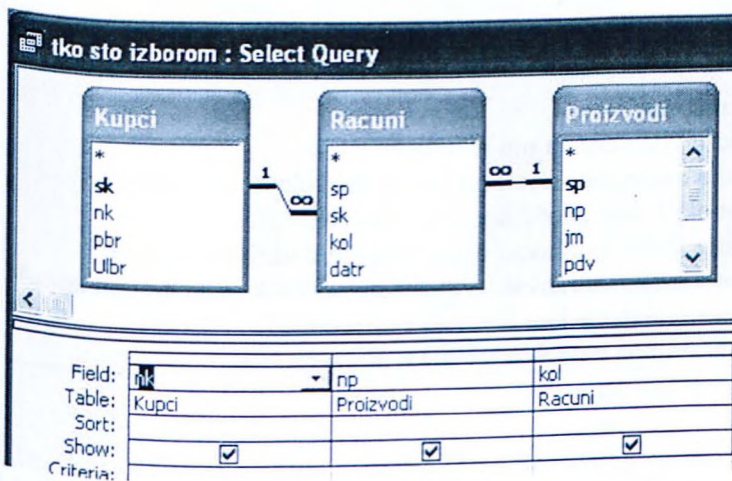 tko sto izborom : Select Query
Kupci
*
sk
nk
pbr
Ulbr
1
∞
Racuni
*
sp
sk
kol
datr
∞
1
Proizvodi
*
sp
np
jm
pdv
Field: nk np kol
Table: Kupci Proizvodi Racuni
Sort:
Show:
Criteria: